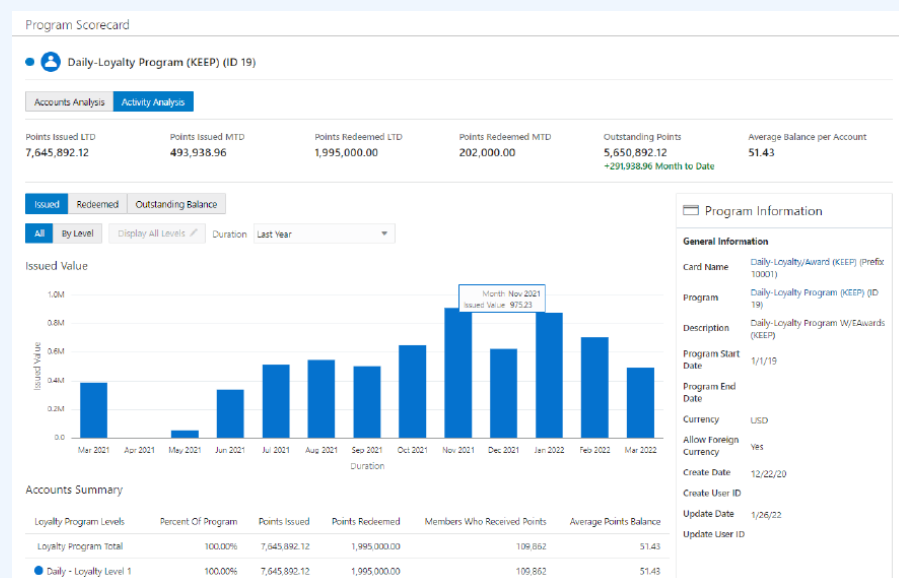 Program Scorecard
Daily-Loyalty Program (KEEP) (ID 19)
Accounts Analysis Activity Analysis
Points Issued LTD Points Issued MTD Points Redeemed LTD Points Redeemed MTD Outstanding Points Average Balance per Account
7,645,892.12 493,938.96 1,995,000.00 202,000.00 5,650,892.12 51.43
+291,938.96 Month to Date
Issued Redeemed Outstanding Balance
All By Level Display All Levels Duration Last Year
Issued Value
1.0M
0.8M
0.6M
0.4M
0.2M
0.0
Issued Value
Month Nov 2021
Issued Value 975.23
Mar 2021 Apr 2021 May 2021 Jun 2021 Jul 2021 Aug 2021 Sep 2021 Oct 2021 Nov 2021 Dec 2021 Jan 2022 Feb 2022 Mar 2022
Duration
Accounts Summary
Loyalty Program Levels Percent Of Program Points Issued Points Redeemed Members Who Received Points Average Points Balance
Loyalty Program Total 100.00% 7,645,892.12 1,995,000.00 109,862 51.43
Daily - Loyalty Level 1 100.00% 7,645,892.12 1,995,000.00 109,862 51.43
Program Information
General Information
Card Name Daily-Loyalty/Award (KEEP) (Prefix
10001)
Program Daily-Loyalty Program (KEEP) (ID
19)
Description Daily-Loyalty Program W/EAwards
(KEEP)
Program Start
Date 1/1/19
Program End
Date
Currency USD
Allow Foreign
Currency Yes
Create Date 12/22/20
Create User ID
Update Date 1/26/22
Update User ID